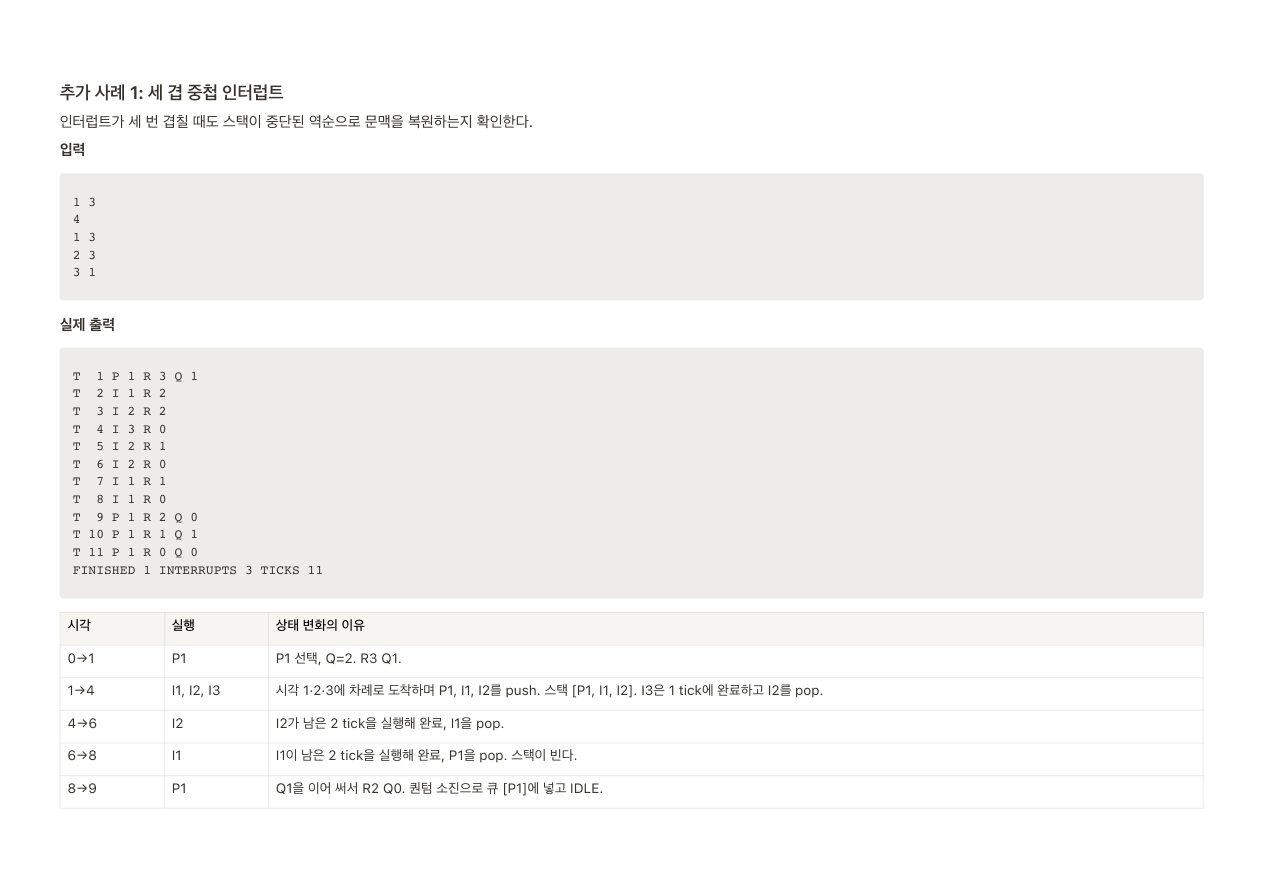 추가 사례 1: 세 겹 중첩 인터럽트
인터럽트가 세 번 겹칠 때도 스택이 중단된 역순으로 문맥을 복원하는지 확인한다.
입력
1 3
4
1 3
2 3
3 1
실제 출력
T  1 P 1 R 3 Q 1
T  2 I 1 R 2
T  3 I 2 R 2
T  4 I 3 R 0
T  5 I 2 R 1
T  6 I 2 R 0
T  7 I 1 R 1
T  8 I 1 R 0
T  9 P 1 R 2 Q 0
T 10 P 1 R 1 Q 1
T 11 P 1 R 0 Q 0
FINISHED 1 INTERRUPTS 3 TICKS 11
시각 실행 상태 변화의 이유
0→1 P1 P1 선택, Q=2. R3 Q1.
1→4 I1, I2, I3 시각 1·2·3에 차례로 도착하며 P1, I1, I2를 push. 스택 [P1, I1, I2]. I3은 1 tick에 완료하고 I2를 pop.
4→6 I2 I2가 남은 2 tick을 실행해 완료, I1을 pop.
6→8 I1 I1이 남은 2 tick을 실행해 완료, P1을 pop. 스택이 빈다.
8→9 P1 Q1을 이어 써서 R2 Q0. 퀀텀 소진으로 큐 [P1]에 넣고 IDLE.